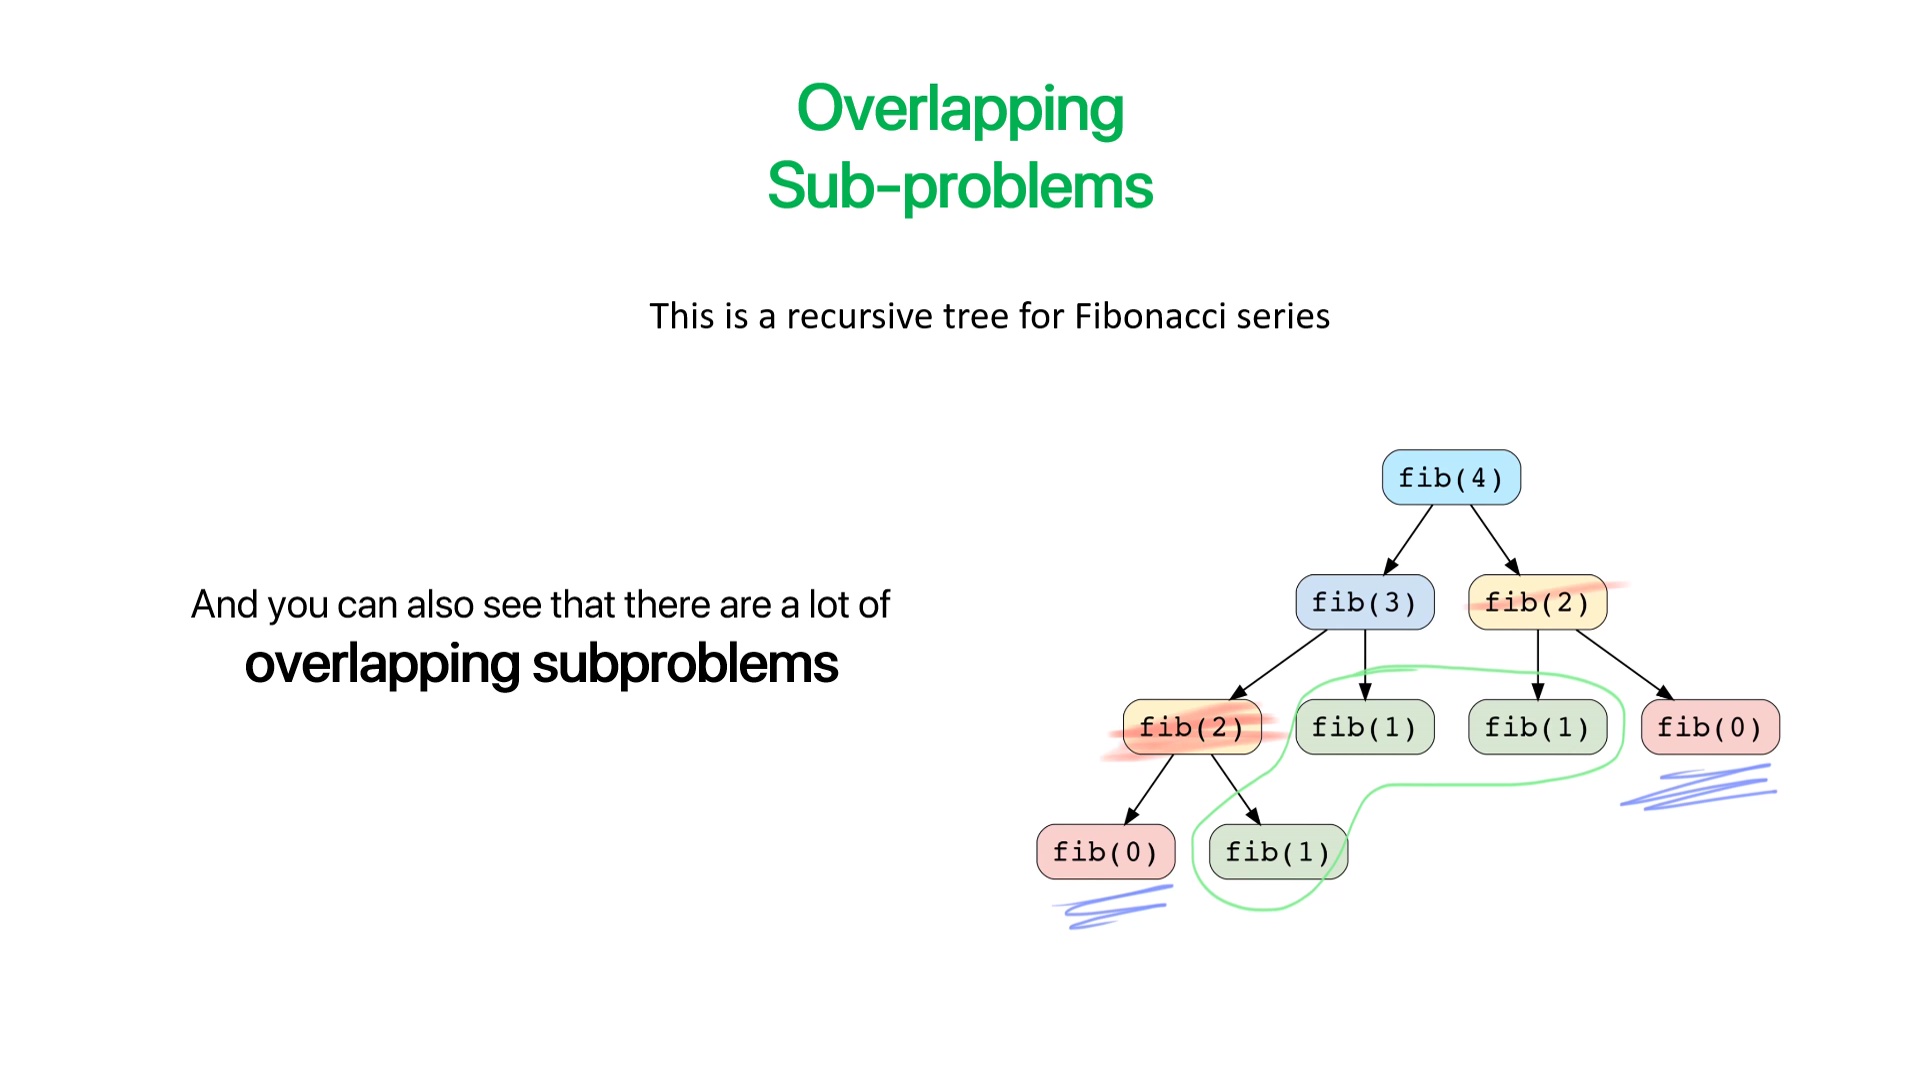 Overlapping
Sub-problems
This is a recursive tree for Fibonacci series
And you can also see that there are a lot of
overlapping subproblems
fib(4)
fib(3) fib(2)
fib(2) fib(1) fib(1) fib(0)
fib(0) fib(1)